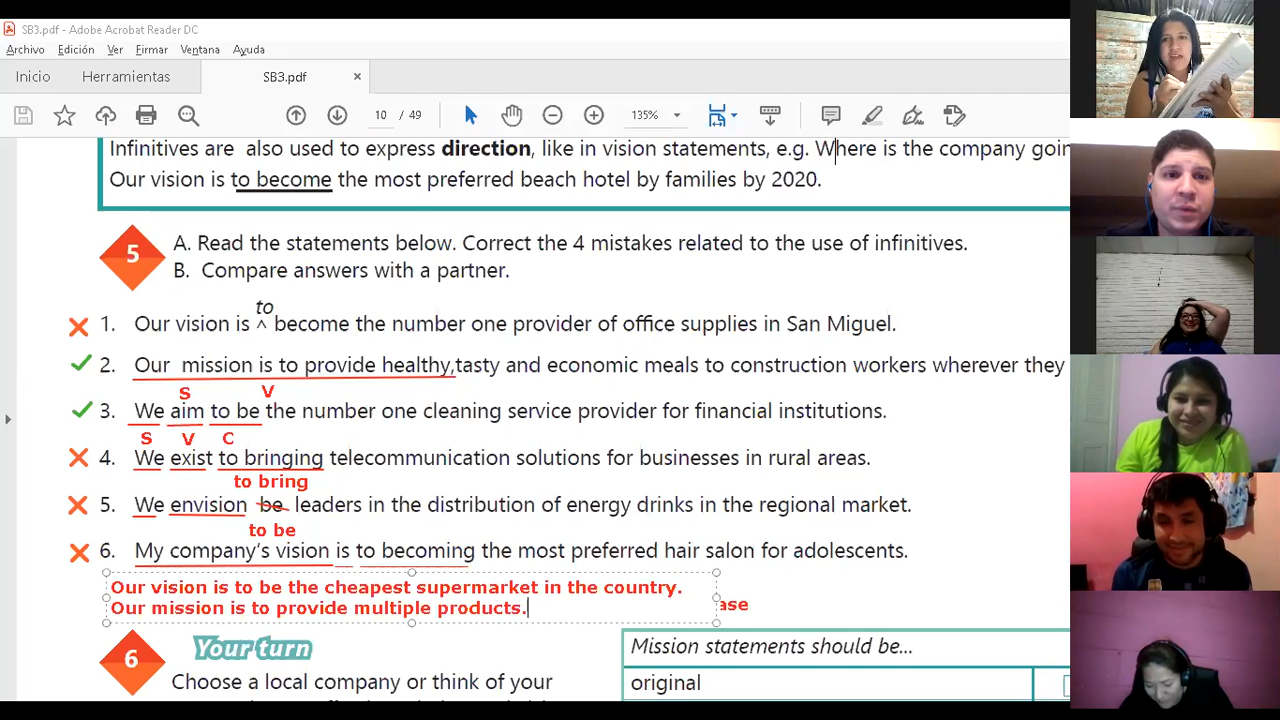 SB3.pdf - Adobe Acrobat Reader DC
Archivo Edición Ver Firmar Ventana Ayuda
Inicio Herramientas SB3.pdf ×
10 / 49 135%
Infinitives are also used to express direction, like in vision statements, e.g. Where is the company goin
Our vision is to become the most preferred beach hotel by families by 2020.
5 A. Read the statements below. Correct the 4 mistakes related to the use of infinitives.
B. Compare answers with a partner.
to
1. Our vision is ^ become the number one provider of office supplies in San Miguel.
2. Our mission is to provide healthy,tasty and economic meals to construction workers wherever they
S V
3. We aim to be the number one cleaning service provider for financial institutions.
S V C
4. We exist to bringing telecommunication solutions for businesses in rural areas.
to bring
5. We envision be leaders in the distribution of energy drinks in the regional market.
to be
6. My company's vision is to becoming the most preferred hair salon for adolescents.
Our vision is to be the cheapest supermarket in the country.
Our mission is to provide multiple products. ase
6 Your turn
Mission statements should be...
Choose a local company or think of your
original